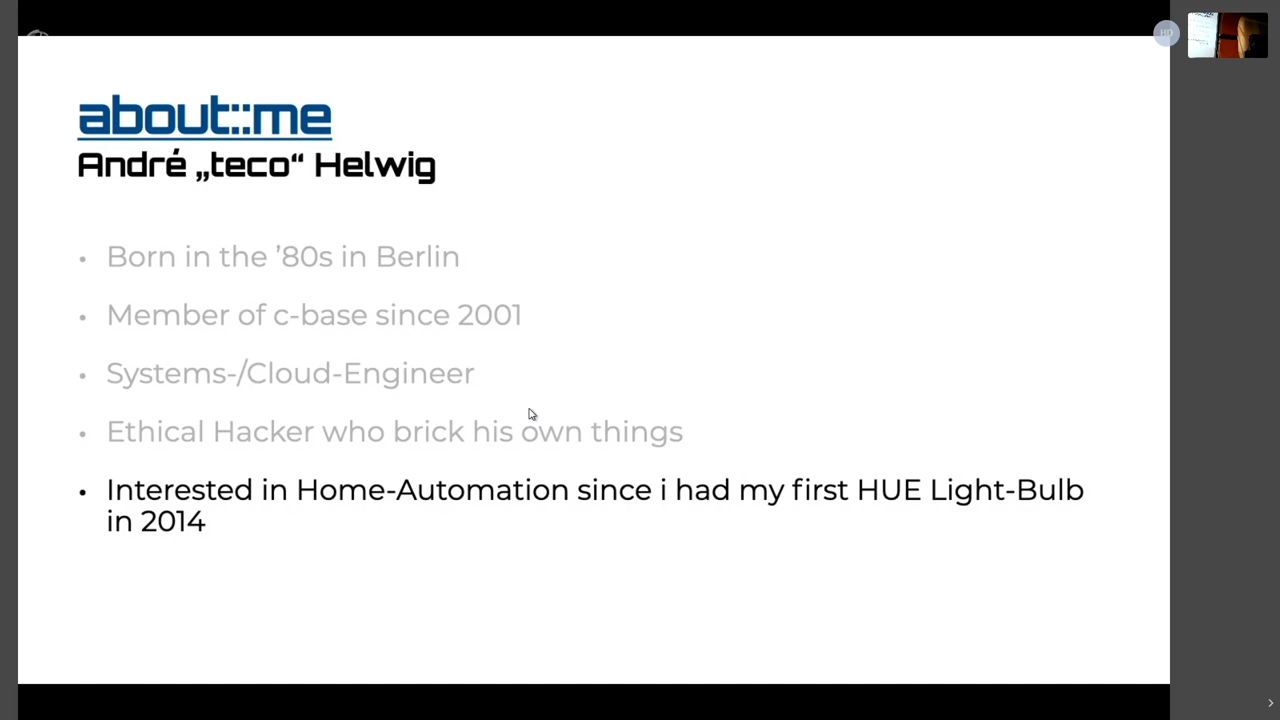 about::me
André „teco“ Helwig
• Born in the ’80s in Berlin
• Member of c-base since 2001
• Systems-/Cloud-Engineer
• Ethical Hacker who brick his own things
• Interested in Home-Automation since i had my first HUE Light-Bulb
in 2014
HD